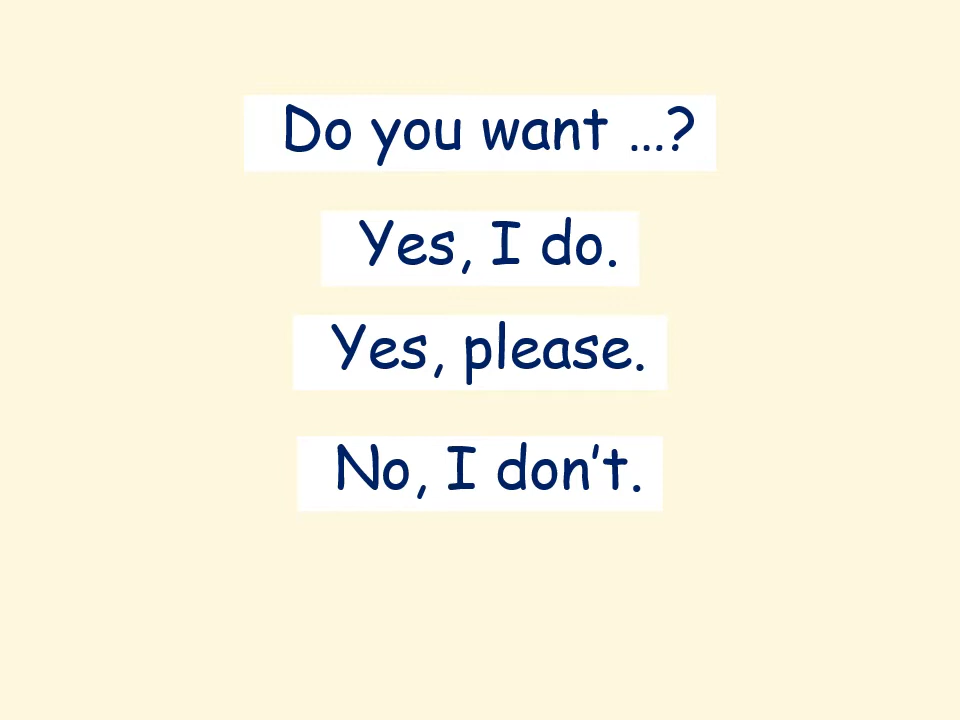 Do you want …?
Yes, I do.
Yes, please.
No, I don’t.